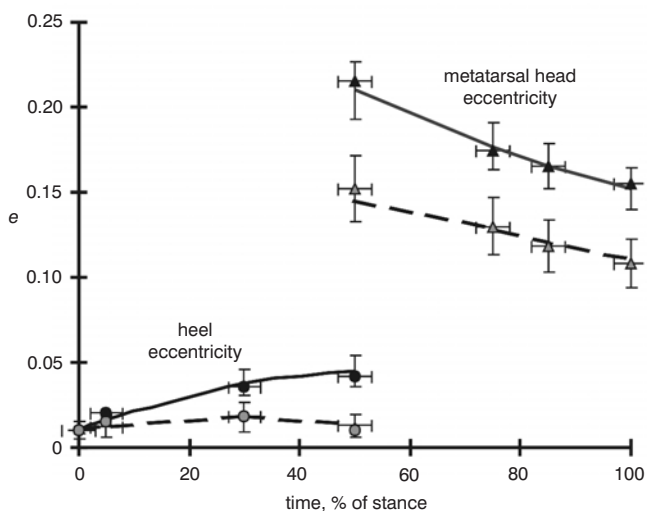 0.25
0.20
metatarsal head
eccentricity
0.15
e
0.10
heel
eccentricity
0.05
0
0 20 40 60 80 100
time, % of stance